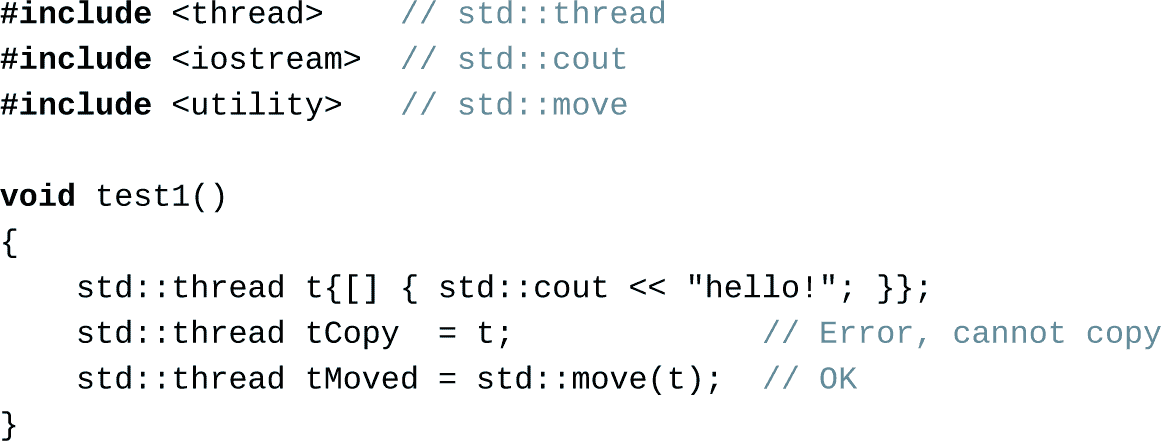 #include <thread>    // std::thread
#include <iostream>  // std::cout
#include <utility>   // std::move

void test1()
{
    std::thread t{[] { std::cout << "hello!"; }};
    std::thread tCopy  = t;             // Error, cannot copy
    std::thread tMoved = std::move(t);  // OK
}